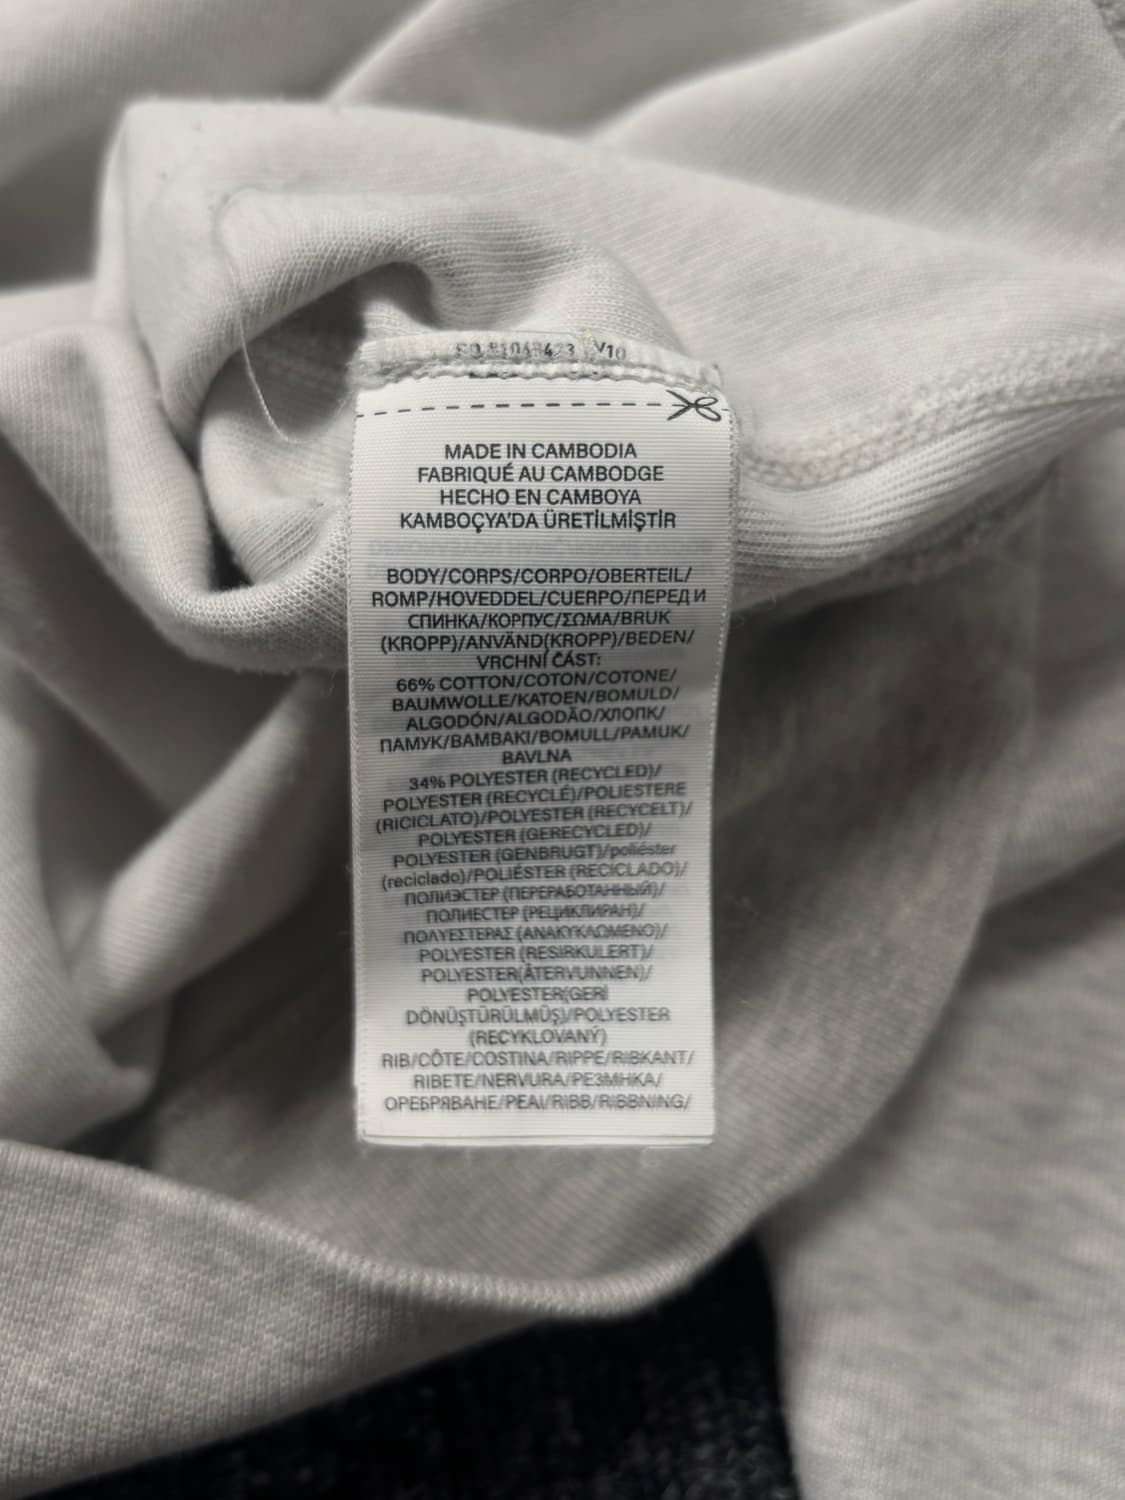 MADE IN CAMBODIA
FABRIQUÉ AU CAMBODGE
HECHO EN CAMBOYA
KAMBOÇYA'DA ÜRETİLMİŞTİR
BODY/CORPS/CORPO/OBERTEIL/
ROMP/HOVEDDEL/CUERPO/ПЕРЕД И
СПИНКА/КОРПУС/ΣΩΜΑ/BRUK
(KROPP)/ANVÄND(KROPP)/BEDEN/
VRCHNÍ ČÁST:
66% COTTON/COTON/COTONE/
BAUMWOLLE/KATOEN/BOMULD/
ALGODÓN/ALGODÃO/ХЛОПК/
ПАМУК/ΒΑΜΒΑΚΙ/BOMULL/PAMUK/
BAVLNA
34% POLYESTER (RECYCLED)/
POLYESTER (RECYCLÉ)/POLIESTERE
(RICICLATO)/POLYESTER (RECYCELT)/
POLYESTER (GERECYCLED)/
POLYESTER (GENBRUGT)/poliéster
(reciclado)/POLIÉSTER (RECICLADO)/
ПОЛИЭСТЕР (ПЕРЕРАБОТАННЫЙ)/
ПОЛИЕСТЕР (РЕЦИКЛИРАН)/
ΠΟΛΥΕΣΤΕΡΑΣ (ΑΝΑΚΥΚΛΩΜΕΝΟ)/
POLYESTER (RESIRKULERT)/
POLYESTER(ÅTERVUNNEN)/
POLYESTER(GERİ
DÖNÜŞTÜRÜLMÜŞ)/POLYESTER
(RECYKLOVANÝ)
RIB/CÔTE/COSTINA/RIPPE/RIBKANT/
RIBETE/NERVURA/РЕЗМНКА/
ОРЕБРЯВАНЕ/ΡΕΑΙ/RIBB/RIBBNING/